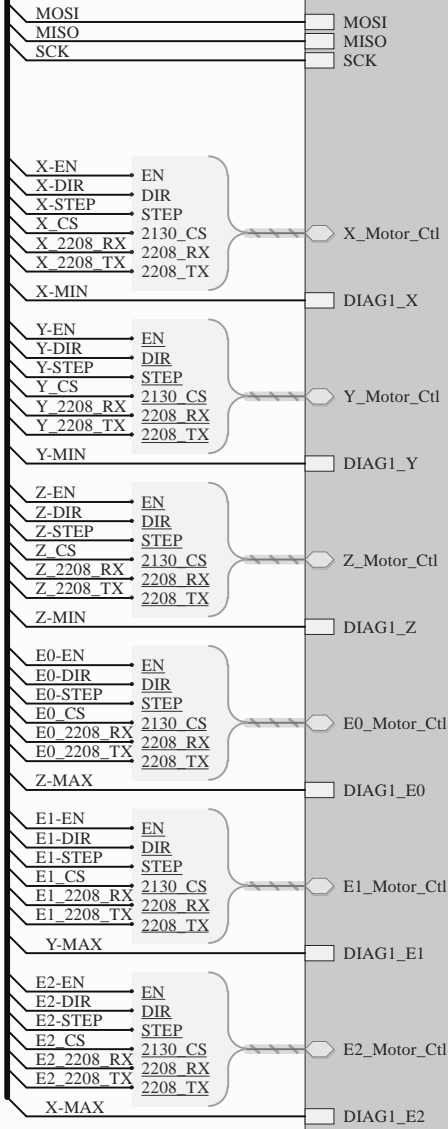 MOSI MOSI
MISO MISO
SCK SCK
X-EN EN
X-DIR DIR
X-STEP STEP
X_CS 2130_CS X_Motor_Ctl
X_2208_RX 2208_RX
X_2208_TX 2208_TX
X-MIN DIAG1_X
Y-EN EN
Y-DIR DIR
Y-STEP STEP
Y_CS 2130_CS Y_Motor_Ctl
Y_2208_RX 2208_RX
Y_2208_TX 2208_TX
Y-MIN DIAG1_Y
Z-EN EN
Z-DIR DIR
Z-STEP STEP
Z_CS 2130_CS Z_Motor_Ctl
Z_2208_RX 2208_RX
Z_2208_TX 2208_TX
Z-MIN DIAG1_Z
E0-EN EN
E0-DIR DIR
E0-STEP STEP
E0_CS 2130_CS E0_Motor_Ctl
E0_2208_RX 2208_RX
E0_2208_TX 2208_TX
Z-MAX DIAG1_E0
E1-EN EN
E1-DIR DIR
E1-STEP STEP
E1_CS 2130_CS E1_Motor_Ctl
E1_2208_RX 2208_RX
E1_2208_TX 2208_TX
Y-MAX DIAG1_E1
E2-EN EN
E2-DIR DIR
E2-STEP STEP
E2_CS 2130_CS E2_Motor_Ctl
E2_2208_RX 2208_RX
E2_2208_TX 2208_TX
X-MAX DIAG1_E2